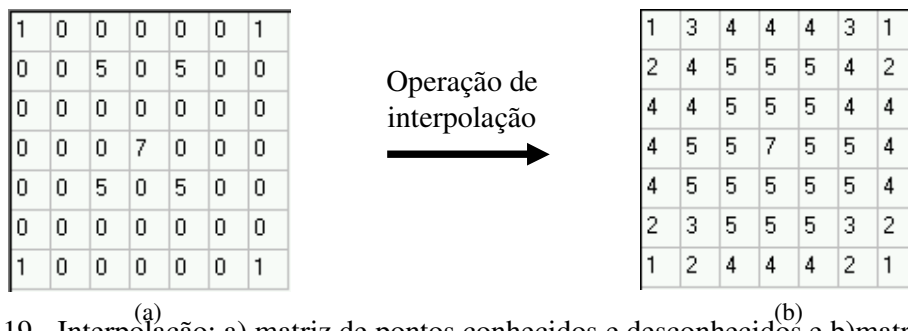 1 0 0 0 0 0 1
0 0 5 0 5 0 0
0 0 0 0 0 0 0
0 0 0 7 0 0 0
0 0 5 0 5 0 0
0 0 0 0 0 0 0
1 0 0 0 0 0 1
(a)
Operação de
interpolação
1 3 4 4 4 3 1
2 4 5 5 5 4 2
4 4 5 5 5 4 4
4 5 5 7 5 5 4
4 5 5 5 5 5 4
2 3 5 5 5 3 2
1 2 4 4 4 2 1
(b)
19 Interpolação: a) matriz de pontos conhecidos e desconhecidos e b)matr